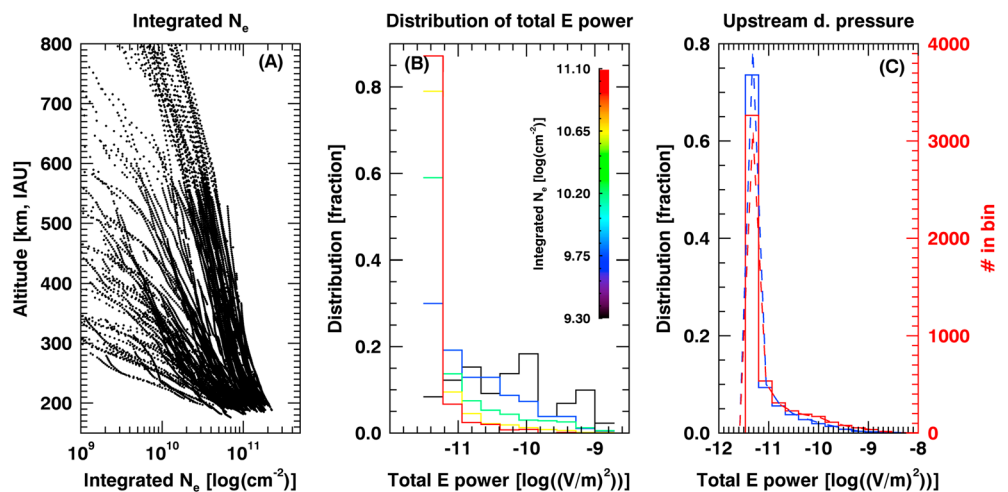 Integrated Nₑ
Distribution of total E power
Upstream d. pressure
(A)
800
700
600
500
400
300
200
Altitude [km, IAU]
10⁹
10¹⁰
10¹¹
Integrated Nₑ [log(cm⁻²)]
(B)
0.8
0.6
0.4
0.2
0.0
Distribution [fraction]
11.10
10.65
10.20
9.75
9.30
Integrated Nₑ [log(cm⁻²)]
-11
-10
-9
Total E power [log((V/m)²)]
(C)
0.8
0.6
0.4
0.2
0.0
Distribution [fraction]
4000
3000
2000
1000
0
# in bin
-12
-11
-10
-9
-8
Total E power [log((V/m)²)]